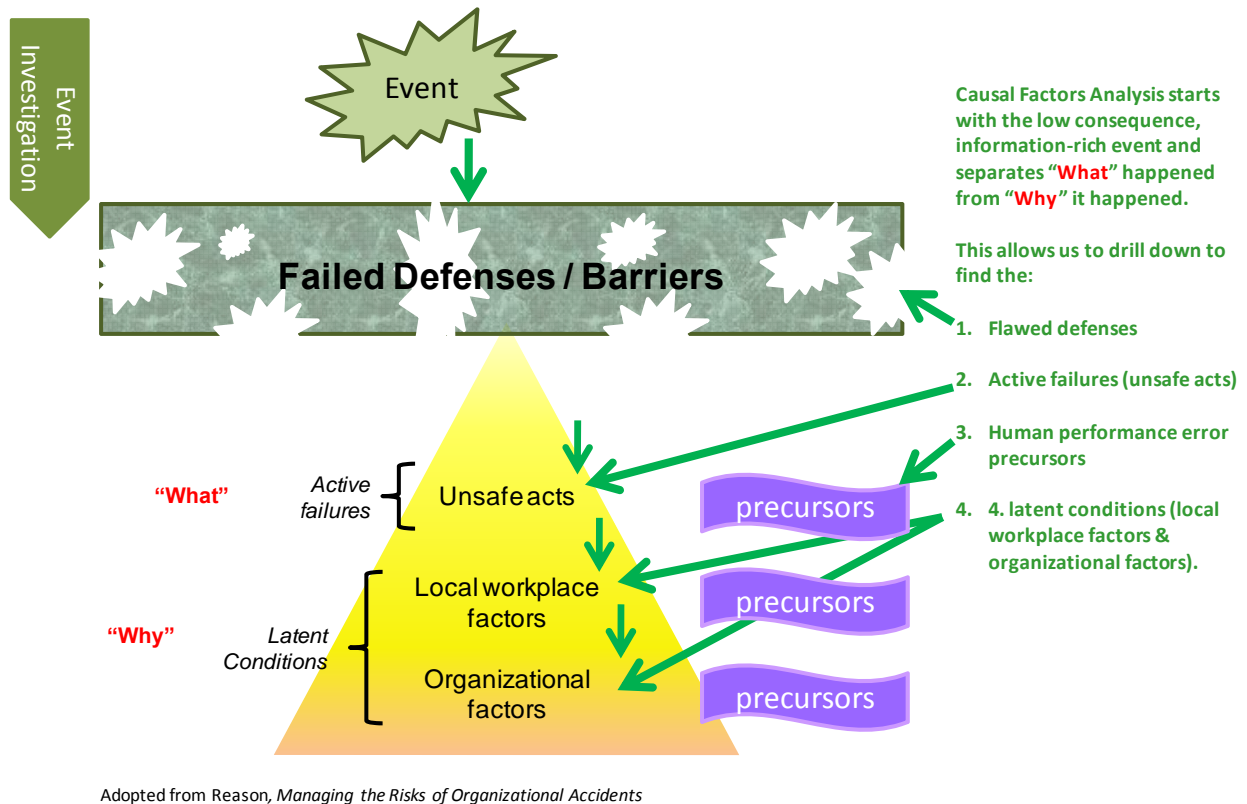 Event
Investigation
Event
Failed Defenses / Barriers
Causal Factors Analysis starts
with the low consequence,
information-rich event and
separates “What” happened
from “Why” it happened.
This allows us to drill down to
find the:
1. Flawed defenses
2. Active failures (unsafe acts)
3. Human performance error
precursors
4. 4. latent conditions (local
workplace factors &
organizational factors).
“What”
Active
failures
Unsafe acts
precursors
“Why”
Latent
Conditions
Local workplace
factors
precursors
Organizational
factors
precursors
Adopted from Reason, Managing the Risks of Organizational Accidents